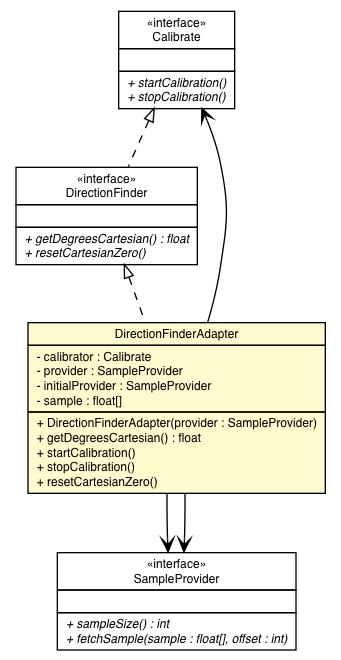 «interface»
Calibrate
+ startCalibration()
+ stopCalibration()
«interface»
DirectionFinder
+ getDegreesCartesian() : float
+ resetCartesianZero()
DirectionFinderAdapter
- calibrator : Calibrate
- provider : SampleProvider
- initialProvider : SampleProvider
- sample : float[]
+ DirectionFinderAdapter(provider : SampleProvider)
+ getDegreesCartesian() : float
+ startCalibration()
+ stopCalibration()
+ resetCartesianZero()
«interface»
SampleProvider
+ sampleSize() : int
+ fetchSample(sample : float[], offset : int)